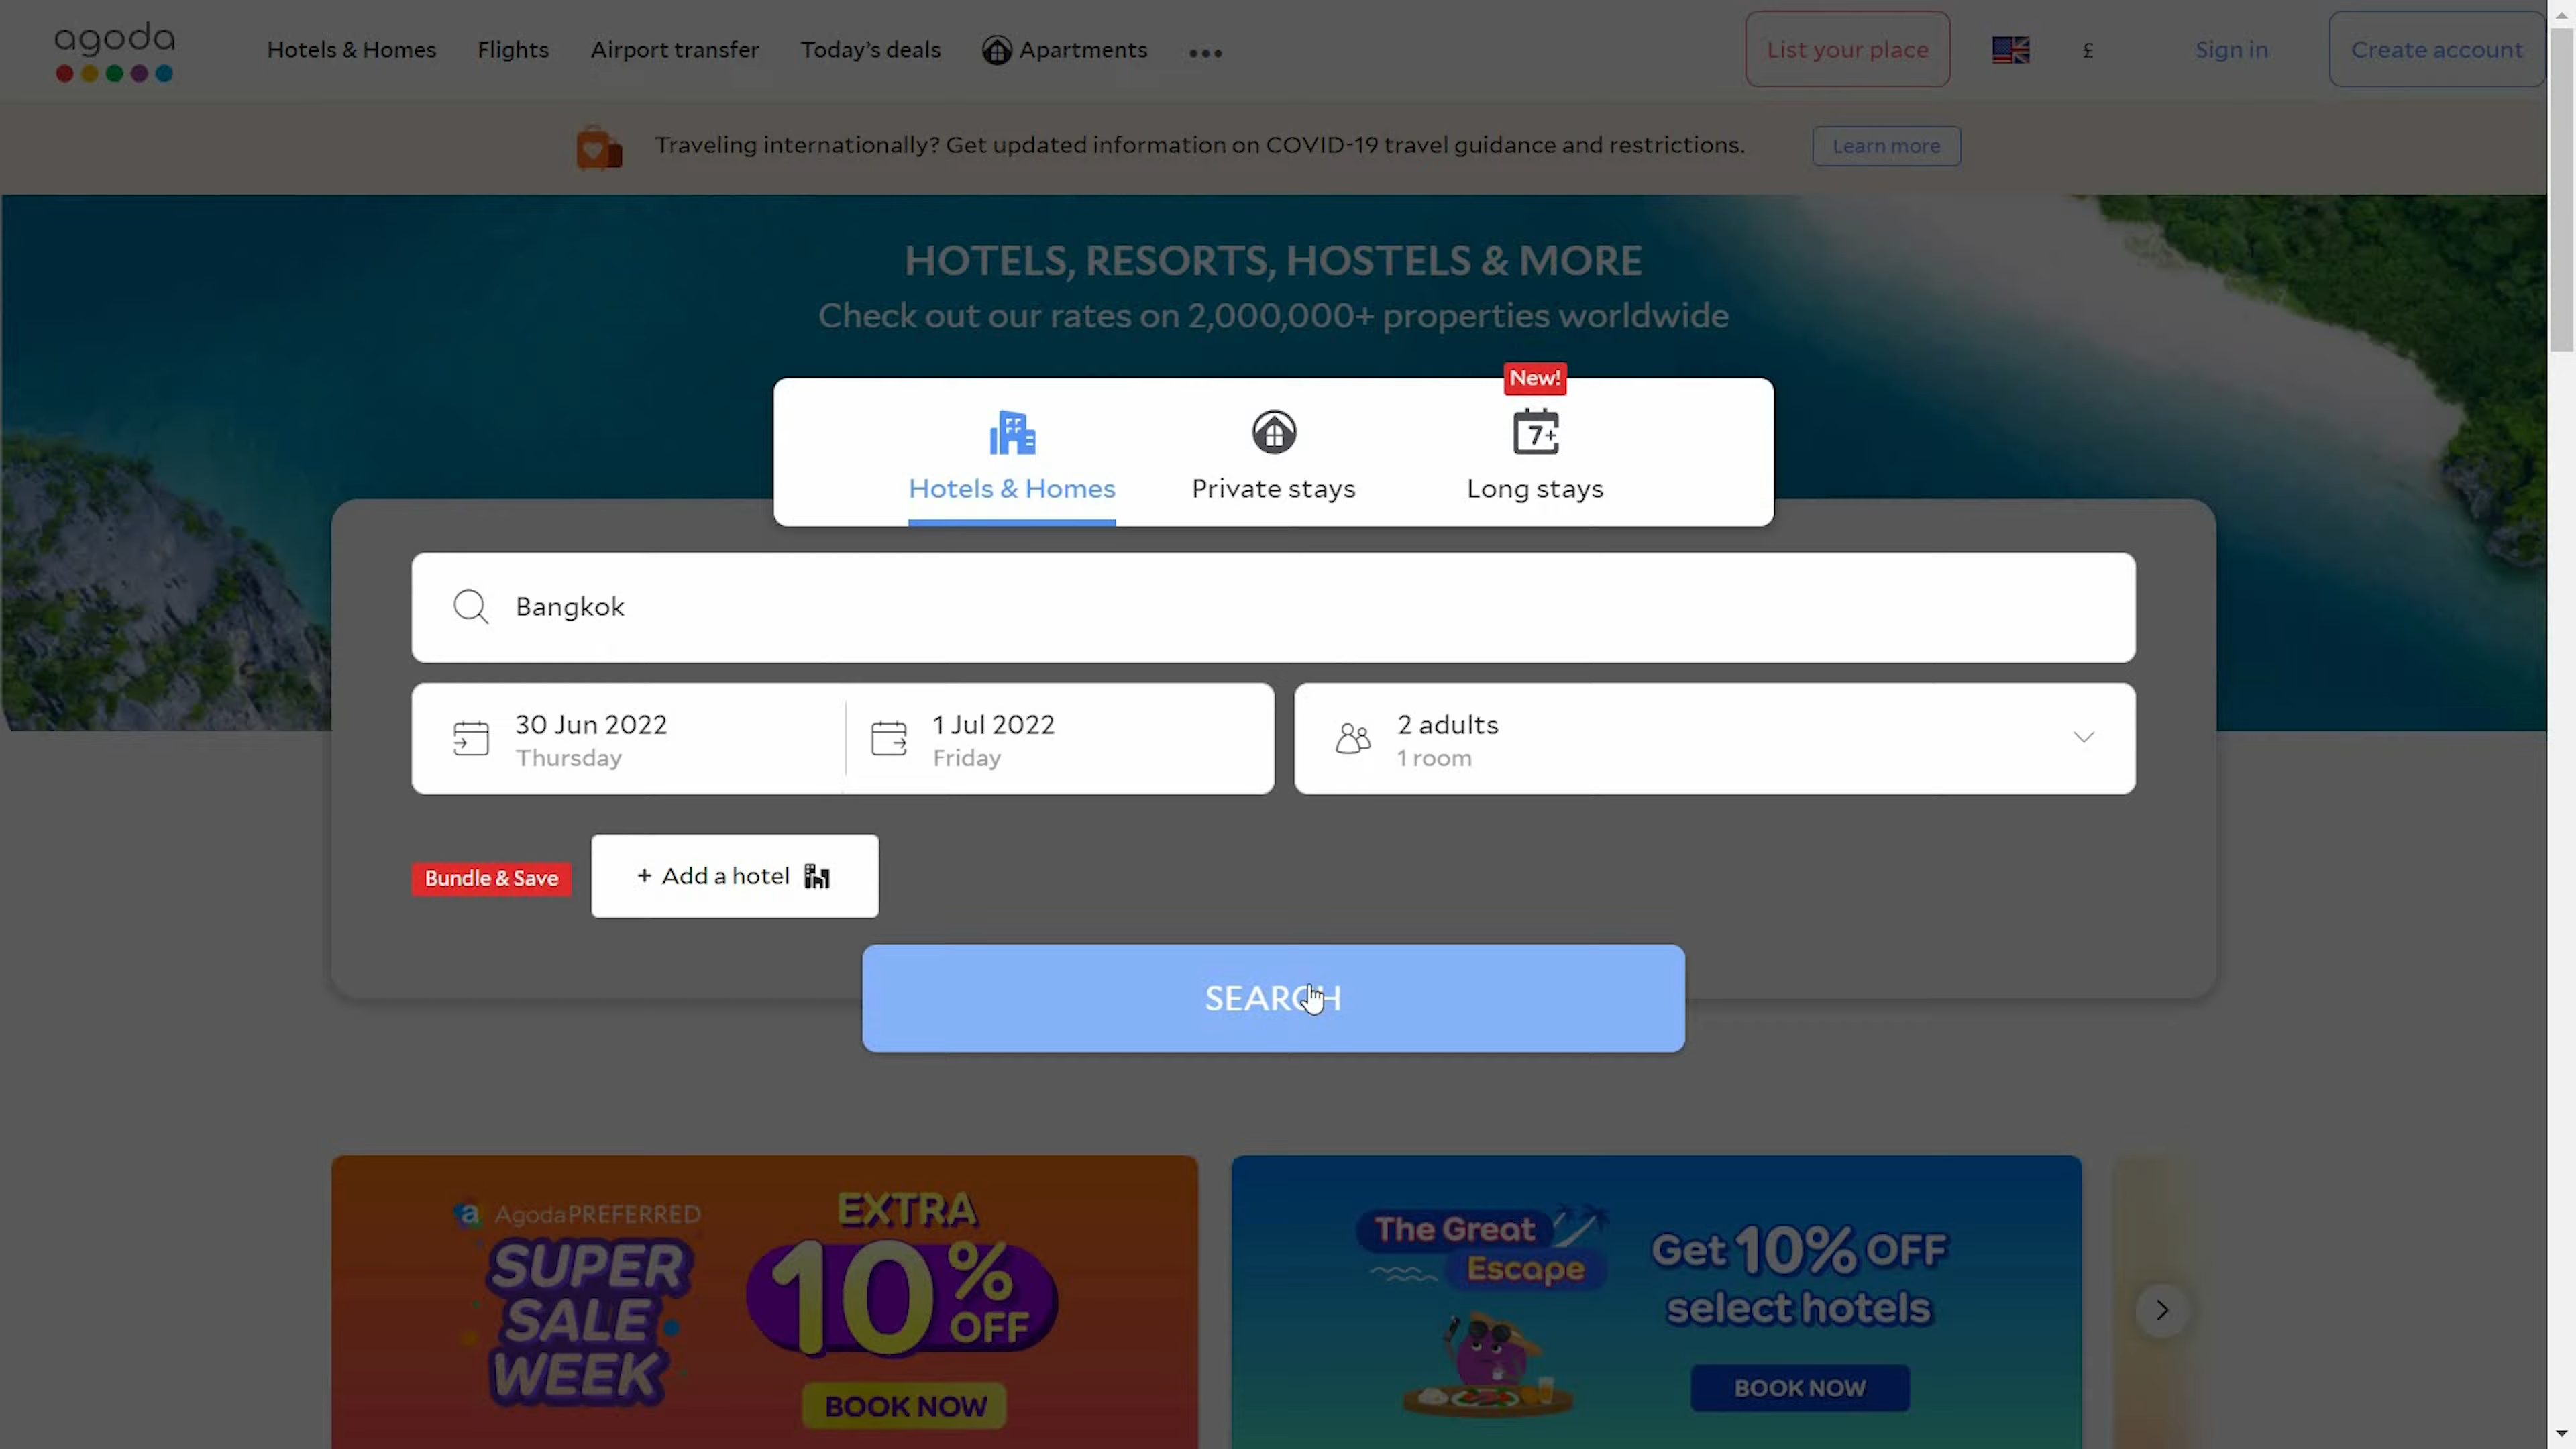 agoda
Hotels & Homes
Flights
Airport transfer
Today's deals
Apartments
List your place
£
Sign in
Create account
Traveling internationally? Get updated information on COVID-19 travel guidance and restrictions.
Learn more
HOTELS, RESORTS, HOSTELS & MORE
Check out our rates on 2,000,000+ properties worldwide
New!
7+
Hotels & Homes
Private stays
Long stays
Bangkok
30 Jun 2022
Thursday
1 Jul 2022
Friday
2 adults
1 room
Bundle & Save
+ Add a hotel
SEARCH
a AgodaPREFERRED
SUPER
SALE
WEEK
EXTRA
10%
OFF
BOOK NOW
The Great
Escape
Get 10% OFF
select hotels
BOOK NOW